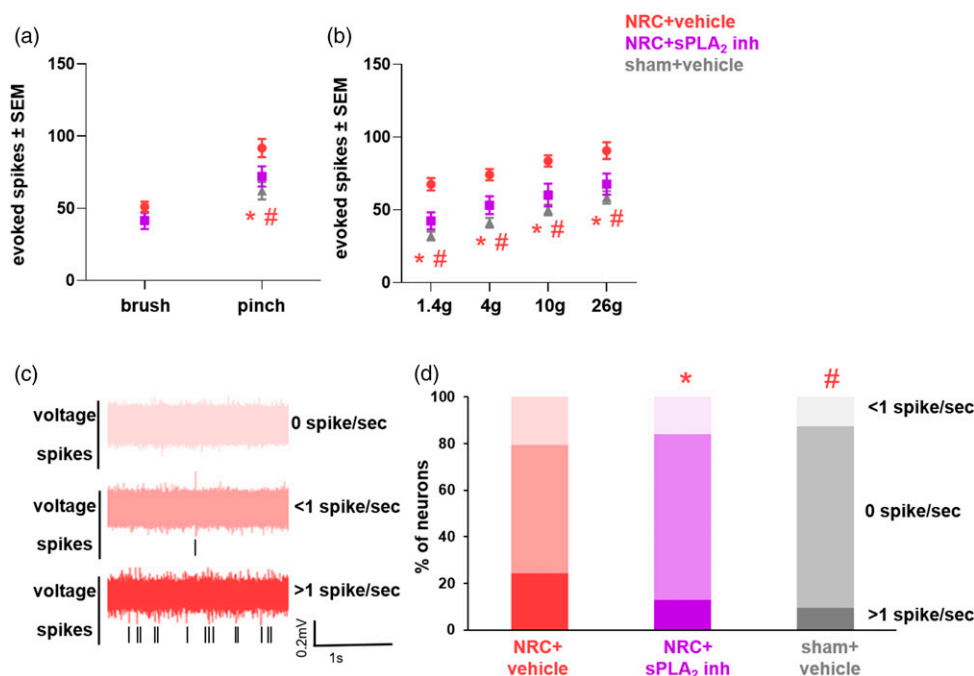 NRC+vehicle
NRC+sPLA₂ inh
sham+vehicle
(a)
evoked spikes ± SEM
150
100
50
0
* #
brush
pinch
(b)
evoked spikes ± SEM
150
100
50
0
* #
* #
* #
* #
1.4g
4g
10g
26g
(c)
voltage
spikes
0 spike/sec
voltage
spikes
<1 spike/sec
voltage
spikes
>1 spike/sec
0.2mV
1s
(d)
% of neurons
100
80
60
40
20
0
*
#
<1 spike/sec
0 spike/sec
>1 spike/sec
NRC+
vehicle
NRC+
sPLA₂ inh
sham+
vehicle